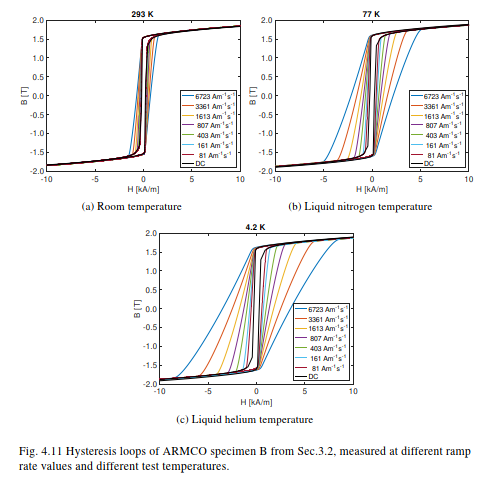 293 K
2.0
1.5
1.0
0.5
0.0
-0.5
-1.0
-1.5
-2.0
B [T]
-10
-5
0
5
10
H [kA/m]
6723 Am⁻¹s⁻¹
3361 Am⁻¹s⁻¹
1613 Am⁻¹s⁻¹
807 Am⁻¹s⁻¹
403 Am⁻¹s⁻¹
161 Am⁻¹s⁻¹
81 Am⁻¹s⁻¹
DC
(a) Room temperature
77 K
2.0
1.5
1.0
0.5
0.0
-0.5
-1.0
-1.5
-2.0
B [T]
-10
-5
0
5
10
H [kA/m]
6723 Am⁻¹s⁻¹
3361 Am⁻¹s⁻¹
1613 Am⁻¹s⁻¹
807 Am⁻¹s⁻¹
403 Am⁻¹s⁻¹
161 Am⁻¹s⁻¹
81 Am⁻¹s⁻¹
DC
(b) Liquid nitrogen temperature
4.2 K
2.0
1.5
1.0
0.5
0.0
-0.5
-1.0
-1.5
-2.0
B [T]
-10
-5
0
5
10
H [kA/m]
6723 Am⁻¹s⁻¹
3361 Am⁻¹s⁻¹
1613 Am⁻¹s⁻¹
807 Am⁻¹s⁻¹
403 Am⁻¹s⁻¹
161 Am⁻¹s⁻¹
81 Am⁻¹s⁻¹
DC
(c) Liquid helium temperature
Fig. 4.11 Hysteresis loops of ARMCO specimen B from Sec.3.2, measured at different ramp
rate values and different test temperatures.